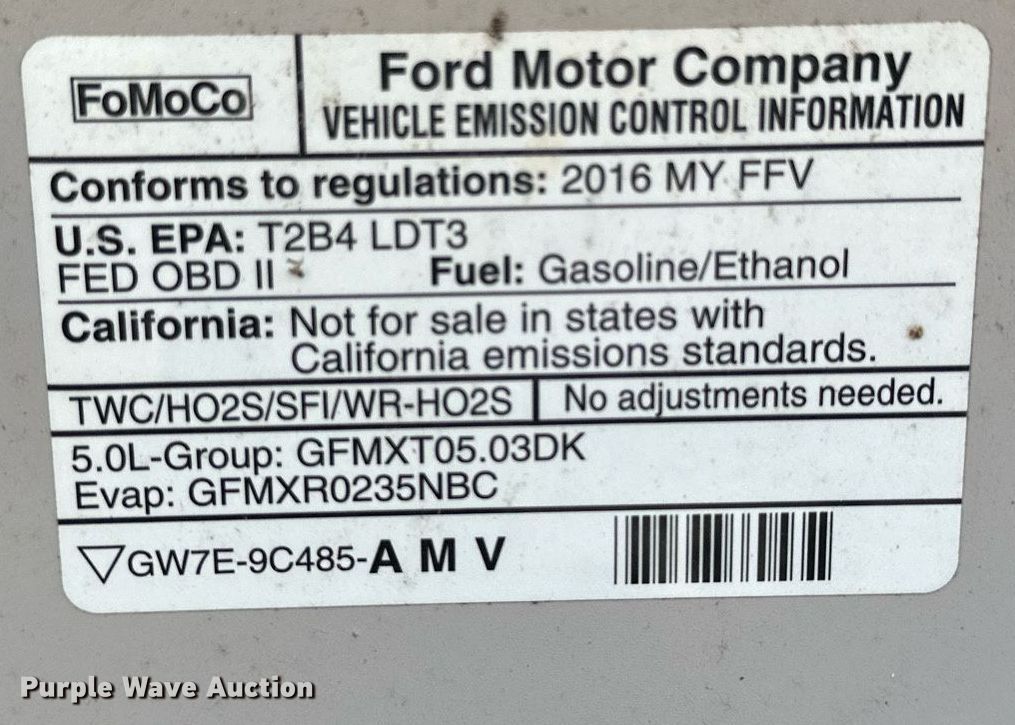 FoMoCo
Ford Motor Company
VEHICLE EMISSION CONTROL INFORMATION
Conforms to regulations: 2016 MY FFV
U.S. EPA: T2B4 LDT3
FED OBD II Fuel: Gasoline/Ethanol
California: Not for sale in states with
California emissions standards.
TWC/HO2S/SFI/WR-HO2S No adjustments needed.
5.0L-Group: GFMXT05.03DK
Evap: GFMXR0235NBC
GW7E-9C485-A M V
Purple Wave Auction